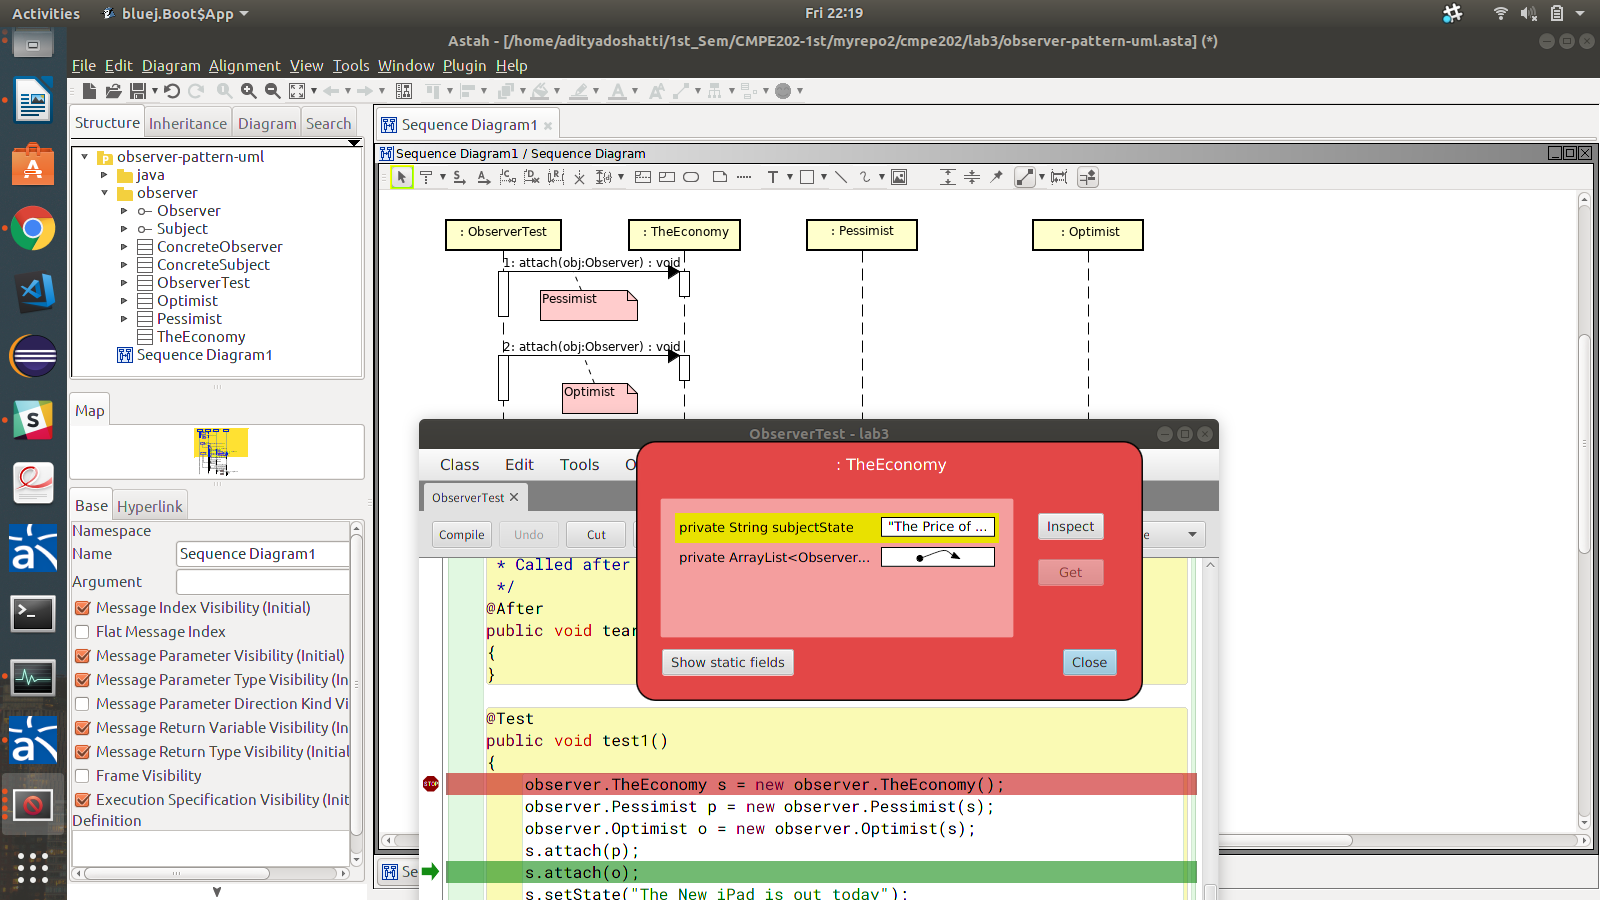 Activities
bluej.Boot$App
Fri 22:19
Astah - [/home/adityadoshatti/1st_Sem/CMPE202-1st/myrepo2/cmpe202/lab3/observer-pattern-uml.asta] (*)
File Edit Diagram Alignment View Tools Window Plugin Help
Structure Inheritance Diagram Search
observer-pattern-uml
java
observer
Observer
Subject
ConcreteObserver
ConcreteSubject
ObserverTest
Optimist
Pessimist
TheEconomy
Sequence Diagram1
Map
Base Hyperlink
Namespace
Name Sequence Diagram1
Argument
Message Index Visibility (Initial)
Flat Message Index
Message Parameter Visibility (Initial)
Message Parameter Type Visibility (In
Message Parameter Direction Kind Vi
Message Return Variable Visibility (In
Message Return Type Visibility (Initial
Frame Visibility
Execution Specification Visibility (Init
Definition
Sequence Diagram1
Sequence Diagram1 / Sequence Diagram
: ObserverTest
: TheEconomy
: Pessimist
: Optimist
1: attach(obj:Observer) : void
Pessimist
2: attach(obj:Observer) : void
Optimist
Se
ObserverTest - lab3
Class Edit Tools O
ObserverTest
Compile Undo Cut
e
* Called after
*/
@After
public void tear
{
}
@Test
public void test1()
{
STOP
observer.TheEconomy s = new observer.TheEconomy();
observer.Pessimist p = new observer.Pessimist(s);
observer.Optimist o = new observer.Optimist(s);
s.attach(p);
s.attach(o);
s.setState("The New iPad is out today");
: TheEconomy
private String subjectState "The Price of ...
private ArrayList<Observer...
Inspect
Get
Show static fields
Close